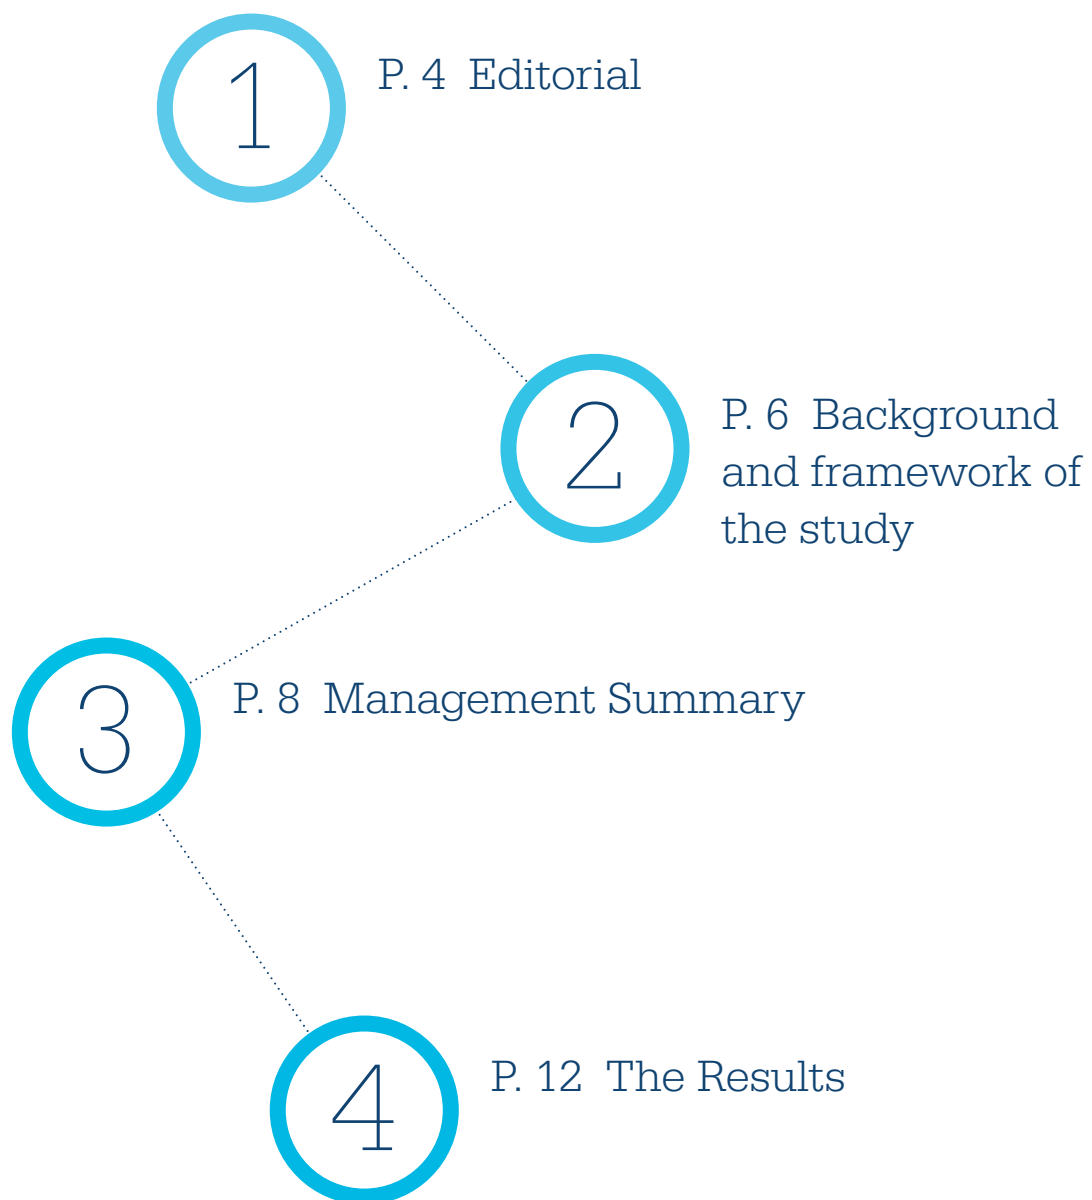 1
P. 4 Editorial
2
P. 6 Background
and framework of
the study
3
P. 8 Management Summary
4
P. 12 The Results